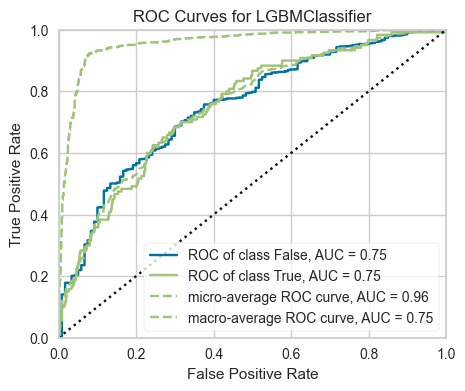 ROC Curves for LGBMClassifier
True Positive Rate
1.0
0.8
0.6
0.4
0.2
0.0
ROC of class False, AUC = 0.75
ROC of class True, AUC = 0.75
micro-average ROC curve, AUC = 0.96
macro-average ROC curve, AUC = 0.75
0.0 0.2 0.4 0.6 0.8 1.0
False Positive Rate